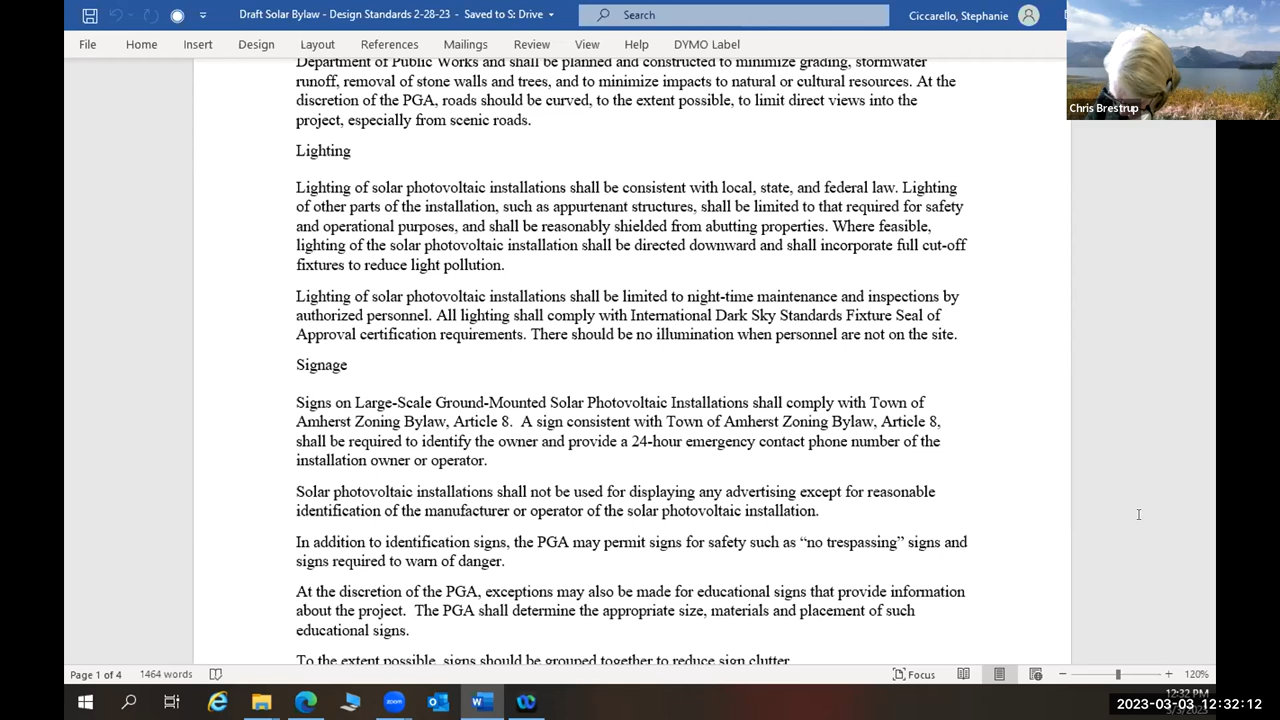 Draft Solar Bylaw - Design Standards 2-28-23 - Saved to S: Drive
Search
Ciccarello, Stephanie
File Home Insert Design Layout References Mailings Review View Help DYMO Label
Chris Brestrup
Department of Public Works and shall be planned and constructed to minimize grading, stormwater
runoff, removal of stone walls and trees, and to minimize impacts to natural or cultural resources. At the
discretion of the PGA, roads should be curved, to the extent possible, to limit direct views into the
project, especially from scenic roads.
Lighting
Lighting of solar photovoltaic installations shall be consistent with local, state, and federal law. Lighting
of other parts of the installation, such as appurtenant structures, shall be limited to that required for safety
and operational purposes, and shall be reasonably shielded from abutting properties. Where feasible,
lighting of the solar photovoltaic installation shall be directed downward and shall incorporate full cut-off
fixtures to reduce light pollution.
Lighting of solar photovoltaic installations shall be limited to night-time maintenance and inspections by
authorized personnel. All lighting shall comply with International Dark Sky Standards Fixture Seal of
Approval certification requirements. There should be no illumination when personnel are not on the site.
Signage
Signs on Large-Scale Ground-Mounted Solar Photovoltaic Installations shall comply with Town of
Amherst Zoning Bylaw, Article 8.  A sign consistent with Town of Amherst Zoning Bylaw, Article 8,
shall be required to identify the owner and provide a 24-hour emergency contact phone number of the
installation owner or operator.
Solar photovoltaic installations shall not be used for displaying any advertising except for reasonable
identification of the manufacturer or operator of the solar photovoltaic installation.
In addition to identification signs, the PGA may permit signs for safety such as “no trespassing” signs and
signs required to warn of danger.
At the discretion of the PGA, exceptions may also be made for educational signs that provide information
about the project.  The PGA shall determine the appropriate size, materials and placement of such
educational signs.
To the extent possible, signs should be grouped together to reduce sign clutter.
Page 1 of 4 1464 words Focus 120%
12:32 PM
2023-03-03 12:32:12